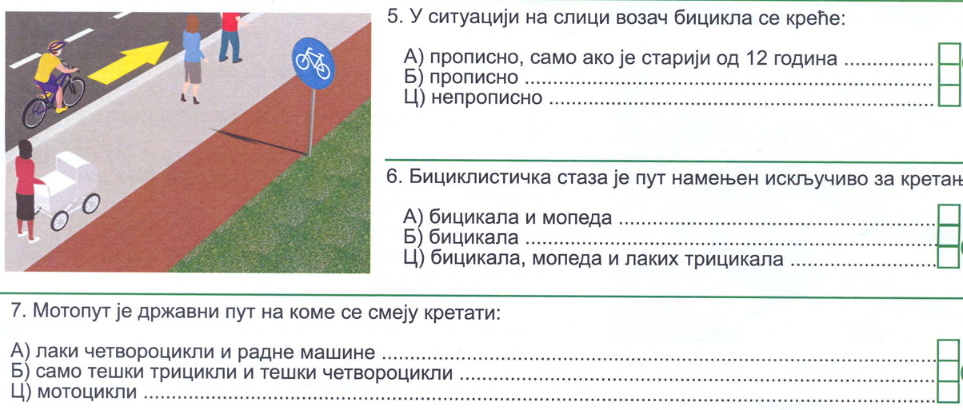 5. У ситуацији на слици возач бицикла се креће:
А) прописно, само ако је старији од 12 година ................
Б) прописно ................................................................
Ц) непрописно ............................................................
6. Бициклистичка стаза је пут намењен искључиво за
А) бицикала и мопеда ................................................
Б) бицикала ................................................................
Ц) бицикала, мопеда и лаких трицикала ......................
7. Мотопут је државни пут на коме се смеју кретати:
А) лаки четвороцикли и радне машине ................................................
Б) само тешки трицикли и тешки четвороцикли ................................................
Ц) мотоцикли ................................................................